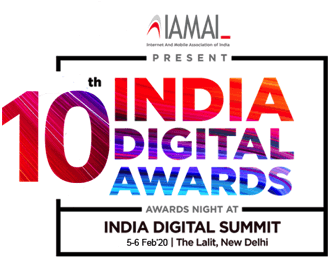 IAMAI
Internet And Mobile Association of India
PRESENT
10th INDIA
DIGITAL
AWARDS
AWARDS NIGHT AT
INDIA DIGITAL SUMMIT
5-6 Feb'20 | The Lalit, New Delhi